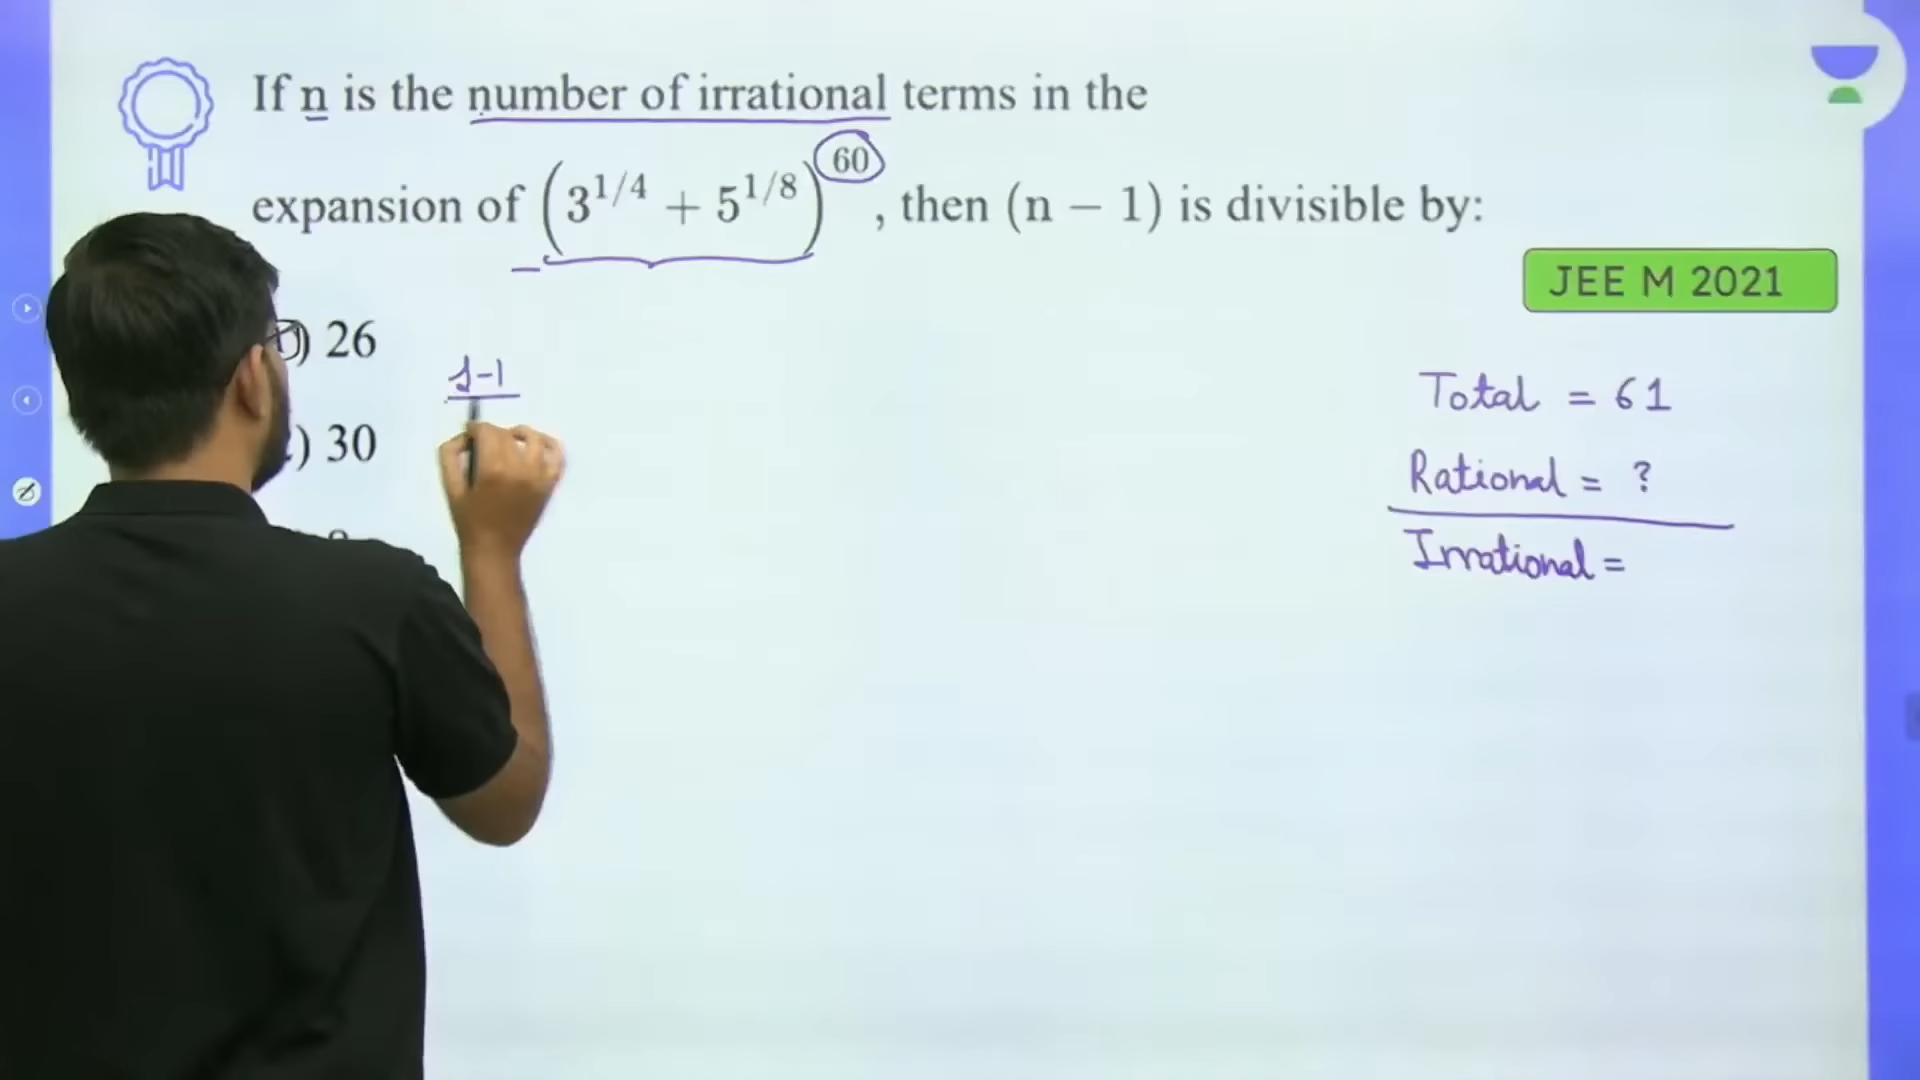 If n is the number of irrational terms in the
expansion of (3^{1/4} + 5^{1/8})^{60}, then (n − 1) is divisible by:
JEE M 2021
) 26
) 30
J-1
Total = 61
Rational = ?
Irrational =